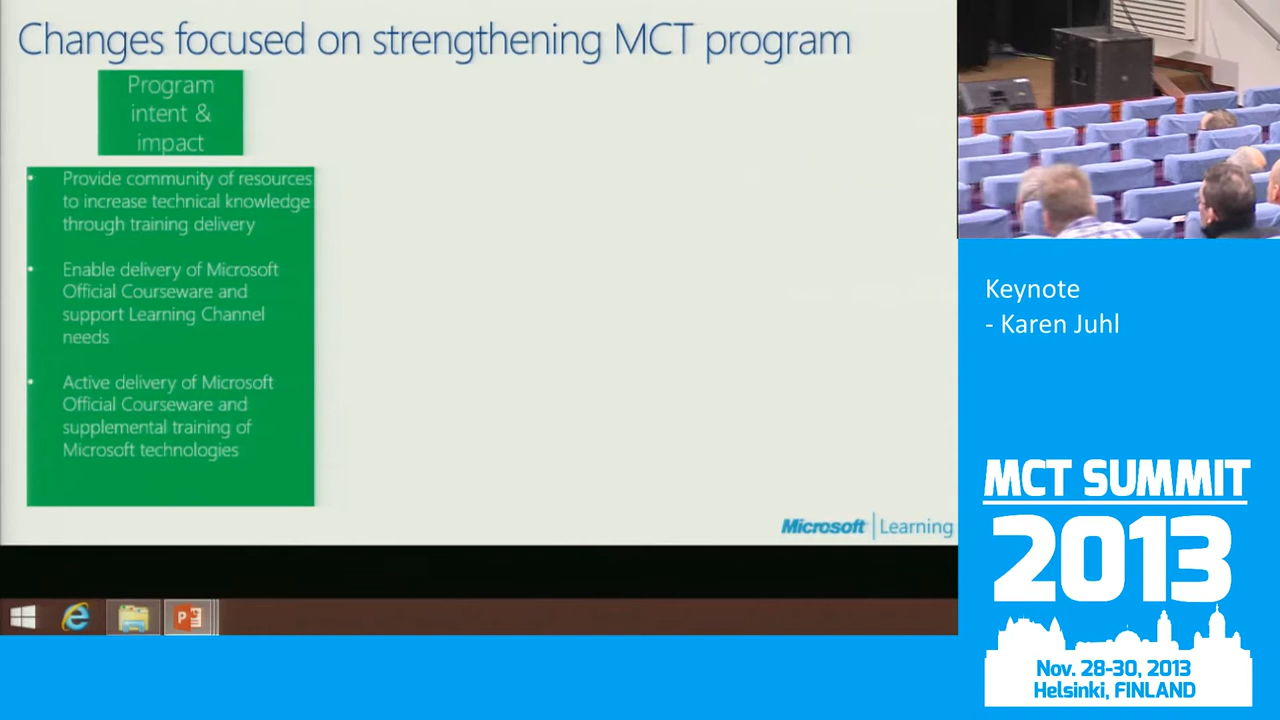 Changes focused on strengthening MCT program
Program
intent &
impact
• Provide community of resources
to increase technical knowledge
through training delivery
• Enable delivery of Microsoft
Official Courseware and
support Learning Channel
needs
• Active delivery of Microsoft
Official Courseware and
supplemental training of
Microsoft technologies
Microsoft | Learning
Keynote
- Karen Juhl
MCT SUMMIT
2013
Nov. 28-30, 2013
Helsinki, FINLAND